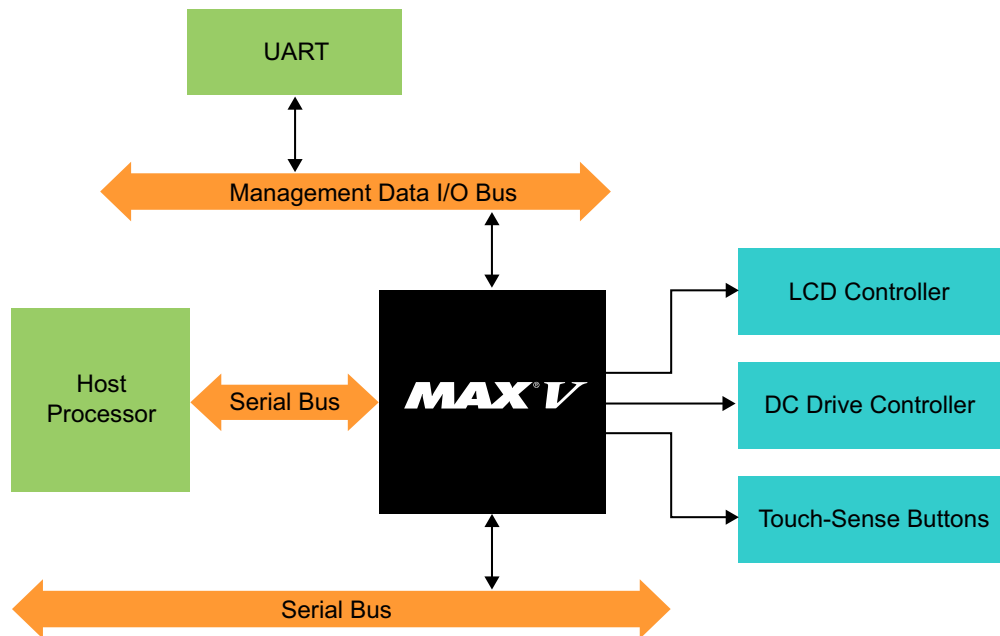 UART
Management Data I/O Bus
LCD Controller
Host
Processor
Serial Bus
MAX® V
DC Drive Controller
Touch-Sense Buttons
Serial Bus